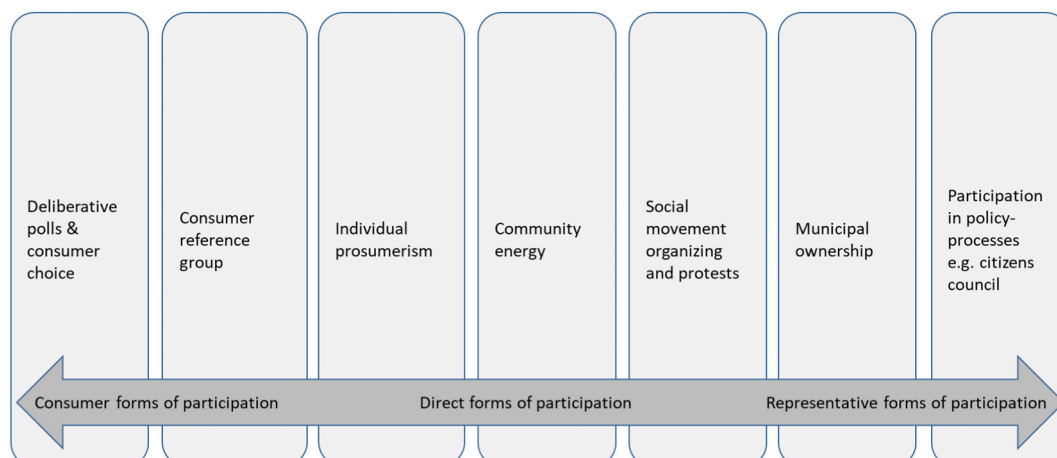 Deliberative
polls &
consumer
choice
Consumer
reference
group
Individual
prosumerism
Community
energy
Social
movement
organizing
and protests
Municipal
ownership
Participation
in policy-
processes
e.g. citizens
council
Consumer forms of participation
Direct forms of participation
Representative forms of participation